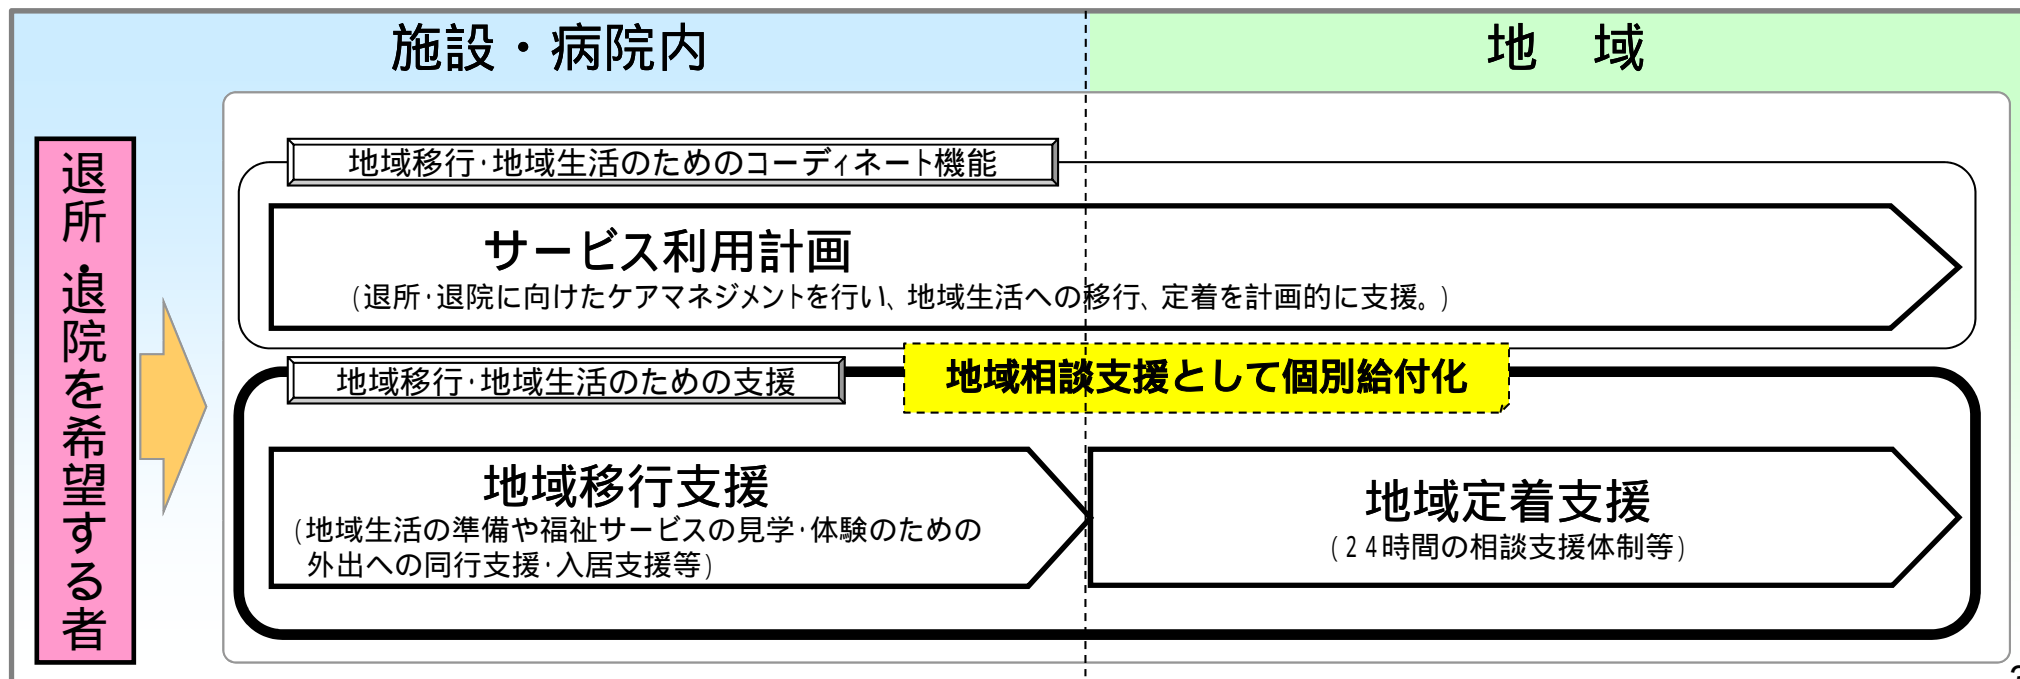 施設・病院内
地　域
退所・退院を希望する者
地域移行・地域生活のためのコーディネート機能
サービス利用計画
（退所・退院に向けたケアマネジメントを行い、地域生活への移行、定着を計画的に支援。）
地域移行・地域生活のための支援
地域相談支援として個別給付化
地域移行支援
（地域生活の準備や福祉サービスの見学・体験のための
外出への同行支援・入居支援等）
地域定着支援
（２４時間の相談支援体制等）